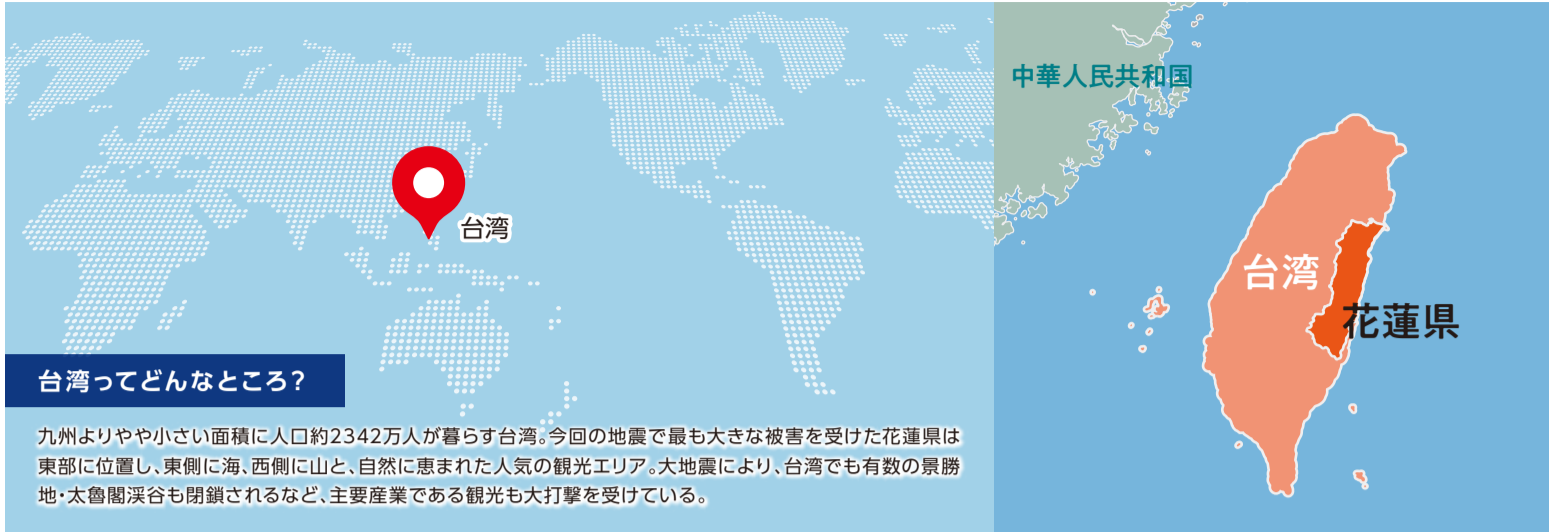 台湾
台湾ってどんなところ？
九州よりやや小さい面積に人口約2342万人が暮らす台湾。今回の地震で最も大きな被害を受けた花蓮県は
東部に位置し、東側に海、西側に山と、自然に恵まれた人気の観光エリア。大地震により、台湾でも有数の景勝
地・太魯閣渓谷も閉鎖されるなど、主要産業である観光も大打撃を受けている。
中華人民共和国
台湾
花蓮県